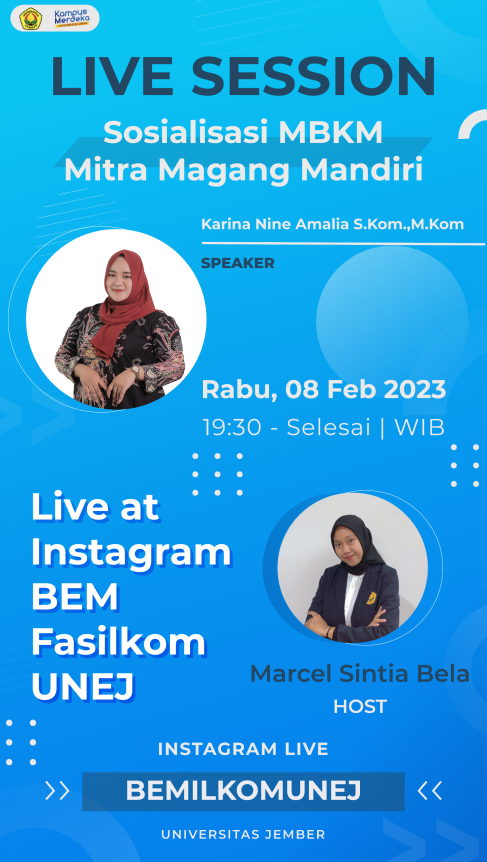 Kampus
Merdeka
LIVE SESSION
Sosialisasi MBKM
Mitra Magang Mandiri
Karina Nine Amalia S.Kom.,M.Kom
SPEAKER
Rabu, 08 Feb 2023
19:30 - Selesai | WIB
Live at
Instagram
BEM
Fasilkom
UNEJ
Marcel Sintia Bela
HOST
INSTAGRAM LIVE
BEMILKOMUNEJ
UNIVERSITAS JEMBER